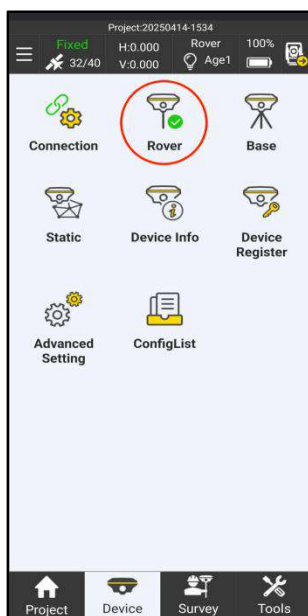 Project:20250414-1534
Fixed H:0.000 Rover 100%
32/40 V:0.000 Age1
Connection Rover Base
Static Device Info Device
Register
Advanced ConfigList
Setting
Project Device Survey Tools